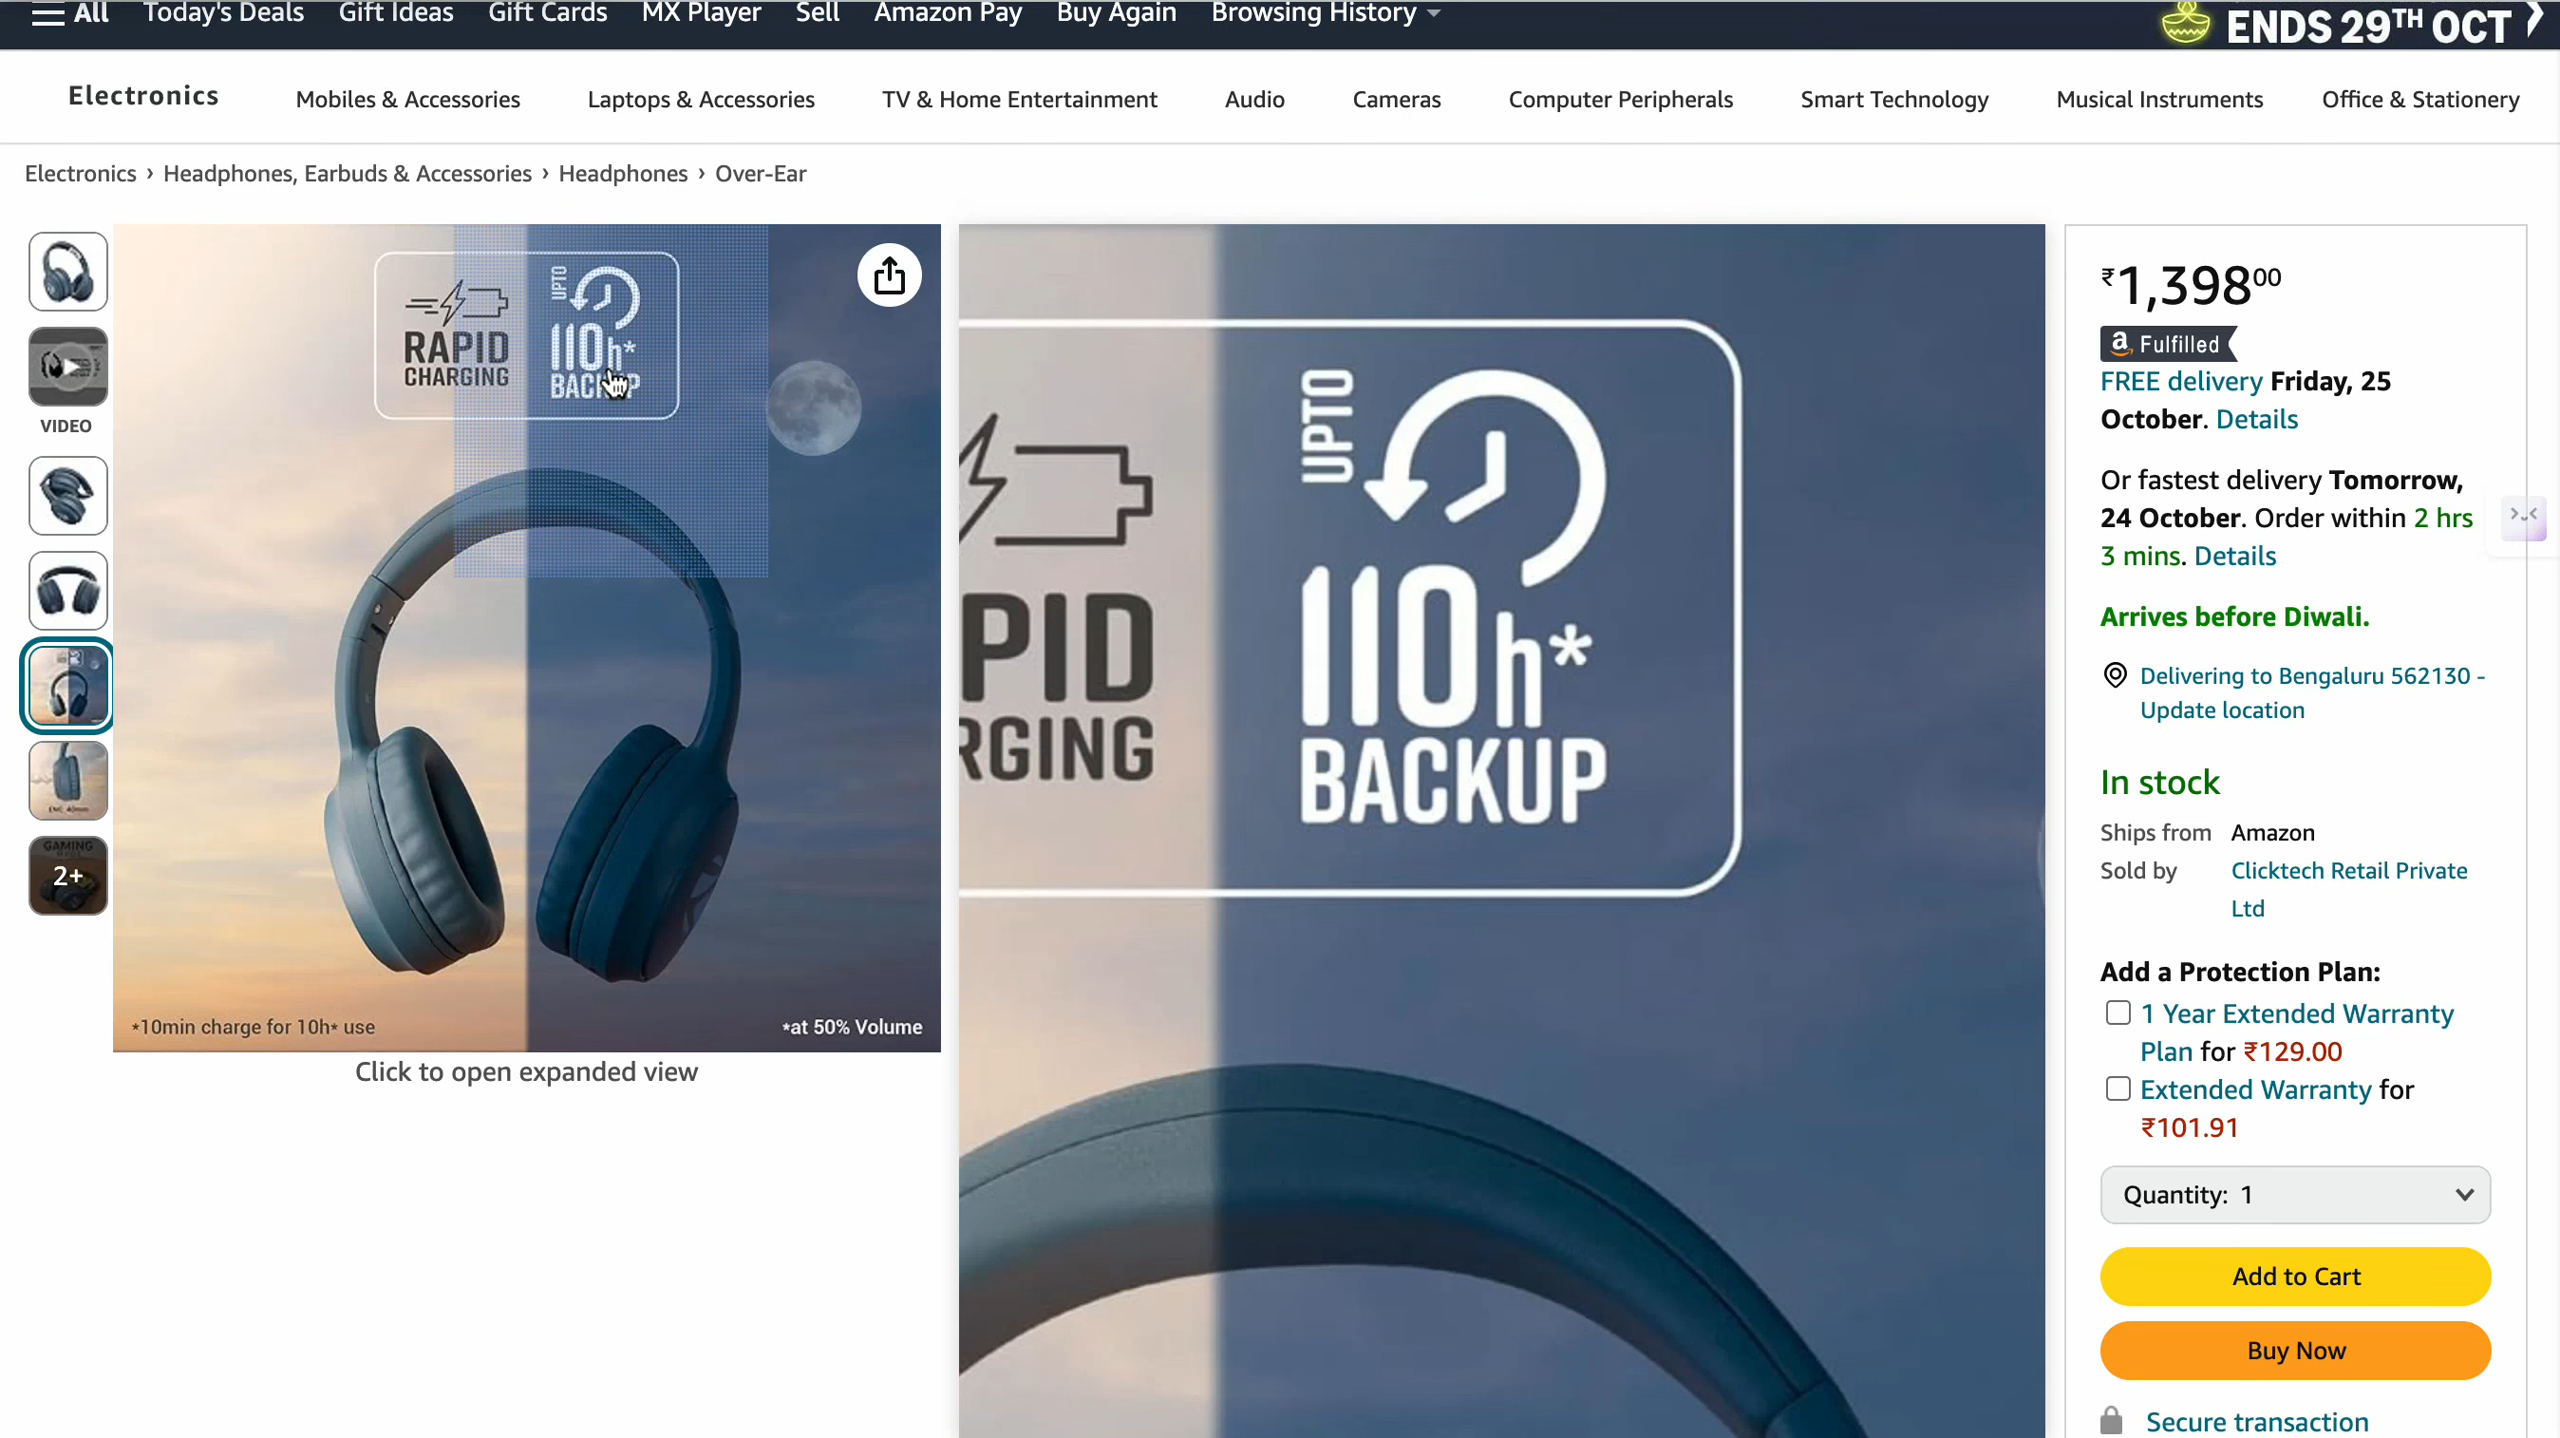 All Today's Deals Gift Ideas Gift Cards MX Player Sell Amazon Pay Buy Again Browsing History
ENDS 29TH OCT
Electronics Mobiles & Accessories Laptops & Accessories TV & Home Entertainment Audio Cameras Computer Peripherals Smart Technology Musical Instruments Office & Stationery
Electronics › Headphones, Earbuds & Accessories › Headphones › Over-Ear
VIDEO
GAMING
2+
RAPID
CHARGING
UPTO
110h*
BACKUP
*10min charge for 10h* use
*at 50% Volume
Click to open expanded view
PID
RGING
UPTO
110h*
BACKUP
₹1,39800
a Fulfilled
FREE delivery Friday, 25
October. Details
Or fastest delivery Tomorrow,
24 October. Order within 2 hrs
3 mins. Details
Arrives before Diwali.
Delivering to Bengaluru 562130 -
Update location
In stock
Ships from Amazon
Sold by Clicktech Retail Private
Ltd
Add a Protection Plan:
1 Year Extended Warranty
Plan for ₹129.00
Extended Warranty for
₹101.91
Quantity: 1
Add to Cart
Buy Now
Secure transaction